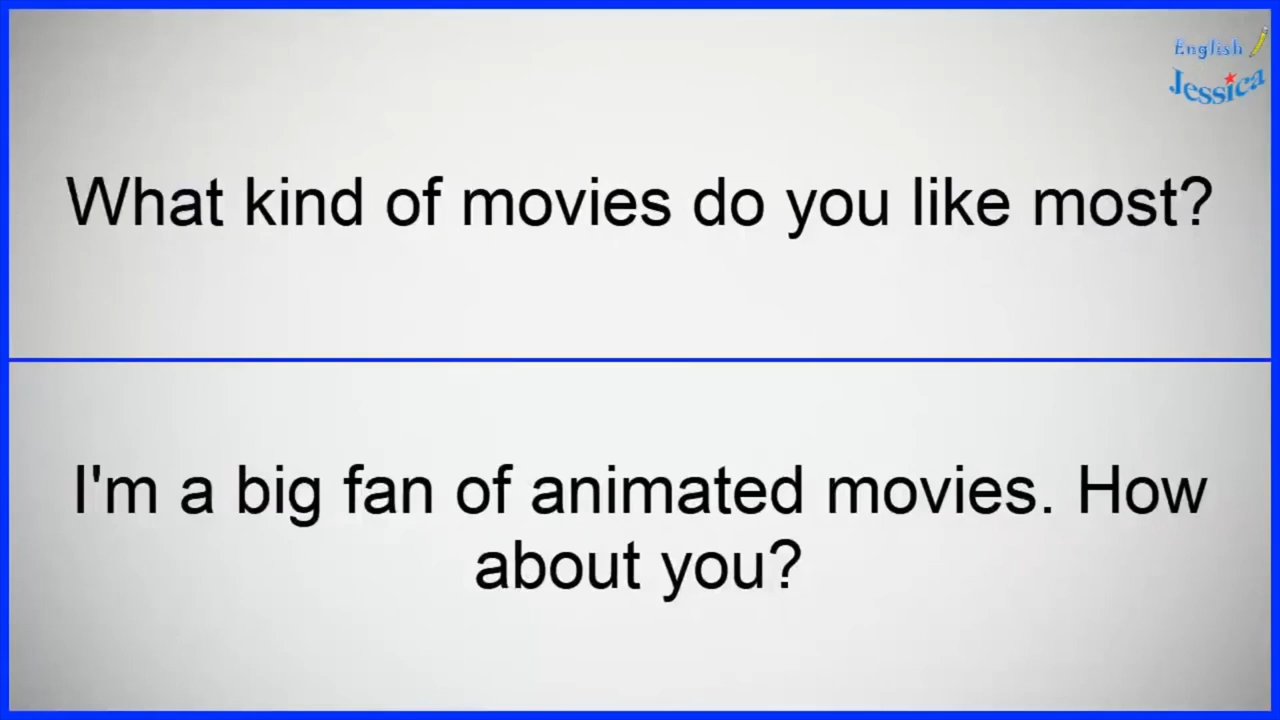 English
Jessica
What kind of movies do you like most?
I'm a big fan of animated movies. How
about you?